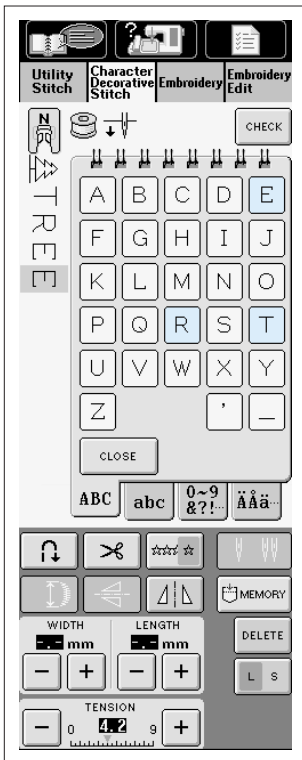 Utility Stitch
Character Decorative Stitch
Embroidery
Embroidery Edit
N
CHECK
TREE
A B C D E
F G H I J
K L M N O
P Q R S T
U V W X Y
Z ' _
CLOSE
ABC
abc
0~9 &?!...
ÄÅä...
MEMORY
WIDTH
-.- mm
LENGTH
-.- mm
DELETE
− +
− +
L S
TENSION
− 0 4.2 9 +